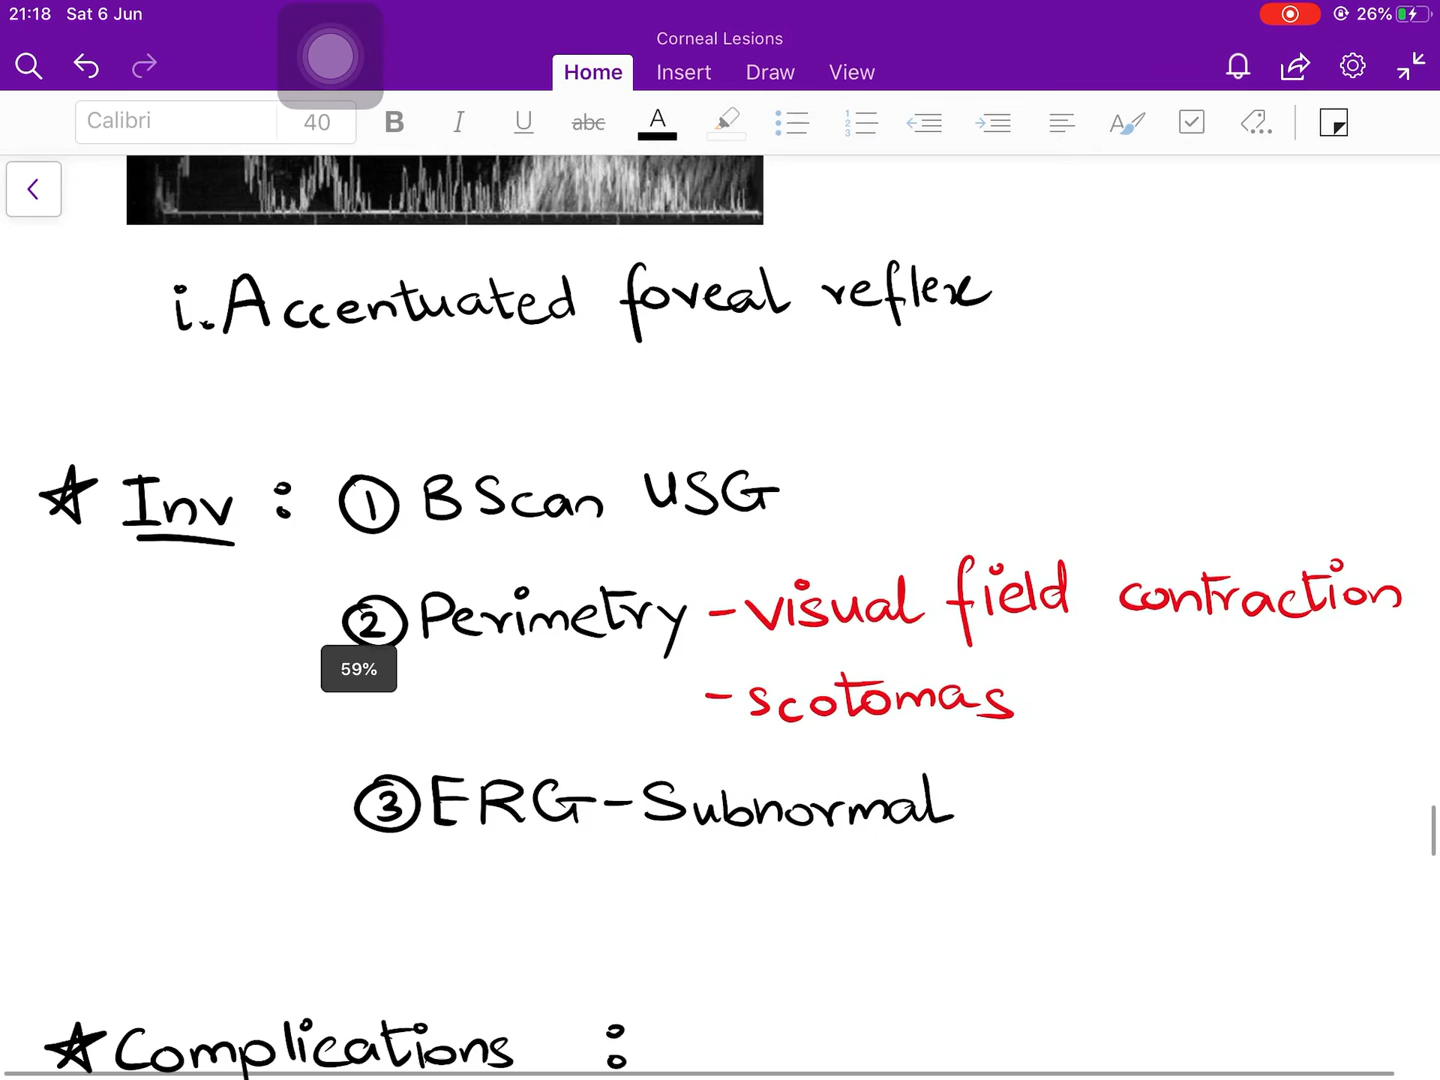 21:18 Sat 6 Jun 26%
Corneal Lesions
Home Insert Draw View
Calibri 40 B I U abc A
i. Accentuated foveal reflex
Inv : ① B Scan USG
② Perimetry - visual field contraction
59%
- scotomas
③ ERG - Subnormal
Complications :